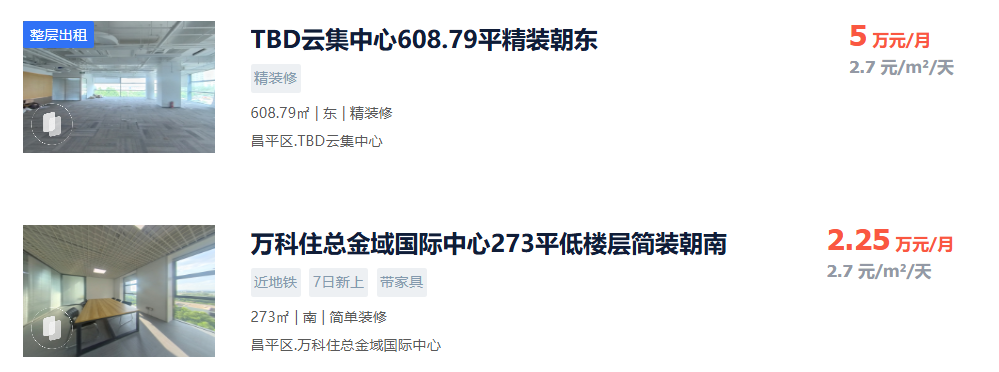 整层出租
TBD云集中心608.79平精装朝东
5 万元/月
2.7 元/m²/天
精装修
608.79㎡ | 东 | 精装修
昌平区.TBD云集中心
万科住总金域国际中心273平低楼层简装朝南
2.25 万元/月
2.7 元/m²/天
近地铁 7日新上 带家具
273㎡ | 南 | 简单装修
昌平区.万科住总金域国际中心